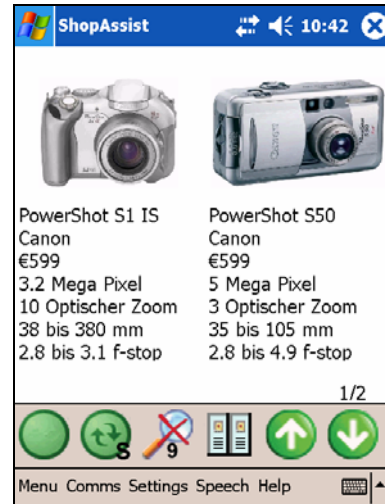 ShopAssist 10:42
PowerShot S1 IS
Canon
€599
3.2 Mega Pixel
10 Optischer Zoom
38 bis 380 mm
2.8 bis 3.1 f-stop
PowerShot S50
Canon
€599
5 Mega Pixel
3 Optischer Zoom
35 bis 105 mm
2.8 bis 4.9 f-stop
1/2
S
9
Menu Comms Settings Speech Help